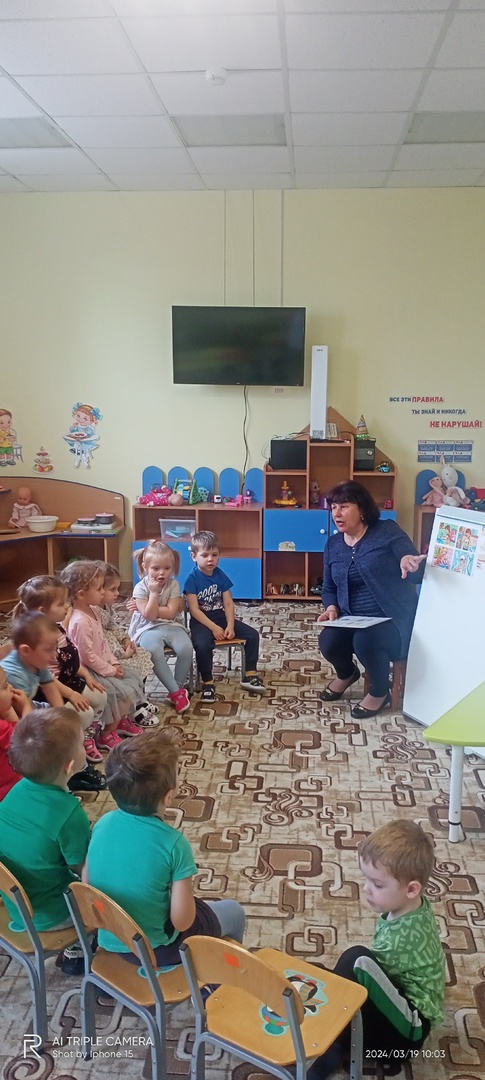 ВСЕ ЭТИ ПРАВИЛА:
ТЫ ЗНАЙ И НИКОГДА
НЕ НАРУШАЙ!
GOOD
AI TRIPLE CAMERA
Shot by iPhone 15
2024/03/19 10:03